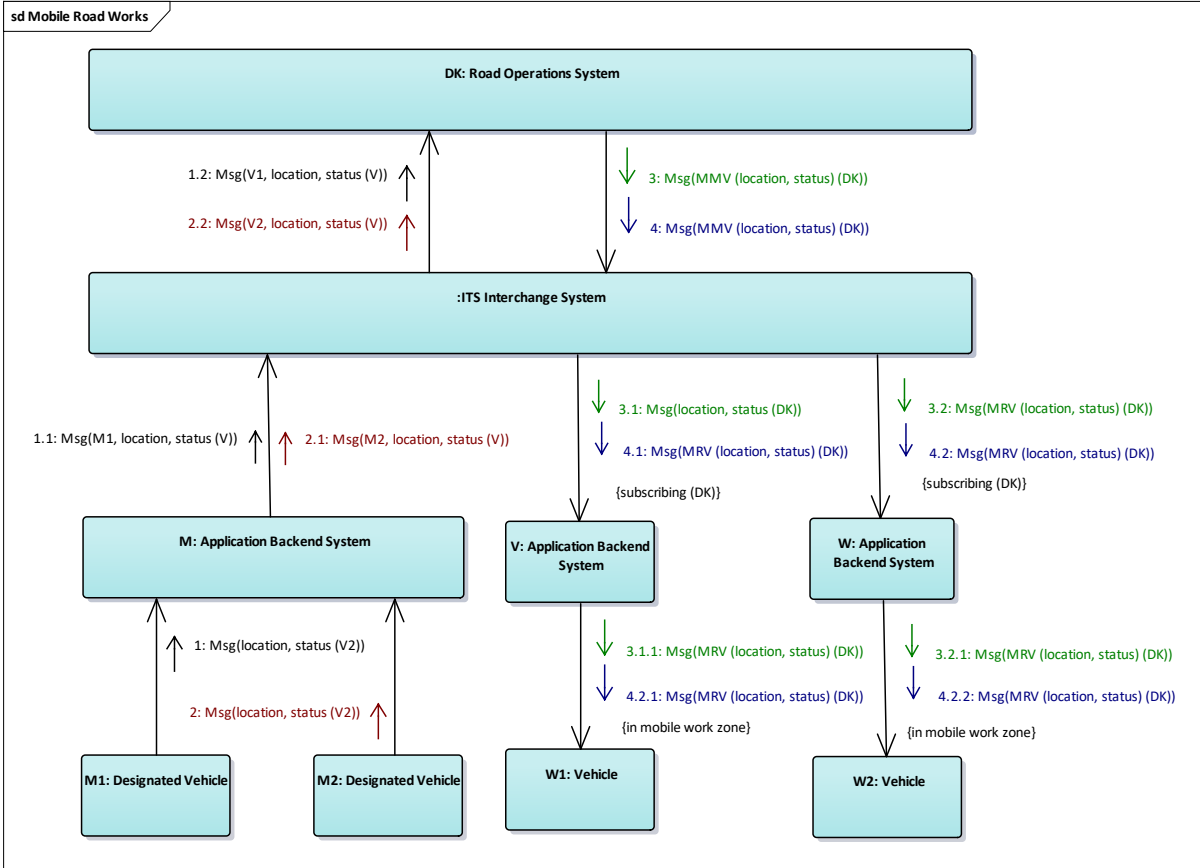 sd Mobile Road Works
DK: Road Operations System
1.2: Msg(V1, location, status (V))
3: Msg(MMV (location, status) (DK))
2.2: Msg(V2, location, status (V))
4: Msg(MMV (location, status) (DK))
:ITS Interchange System
3.1: Msg(location, status (DK))
3.2: Msg(MRV (location, status) (DK))
1.1: Msg(M1, location, status (V))
2.1: Msg(M2, location, status (V))
4.1: Msg(MRV (location, status) (DK))
4.2: Msg(MRV (location, status) (DK))
{subscribing (DK)}
{subscribing (DK)}
M: Application Backend System
V: Application Backend
System
W: Application
Backend System
1: Msg(location, status (V2))
3.1.1: Msg(MRV (location, status) (DK))
3.2.1: Msg(MRV (location, status) (DK))
2: Msg(location, status (V2))
4.2.1: Msg(MRV (location, status) (DK))
4.2.2: Msg(MRV (location, status) (DK))
{in mobile work zone}
{in mobile work zone}
M1: Designated Vehicle
M2: Designated Vehicle
W1: Vehicle
W2: Vehicle